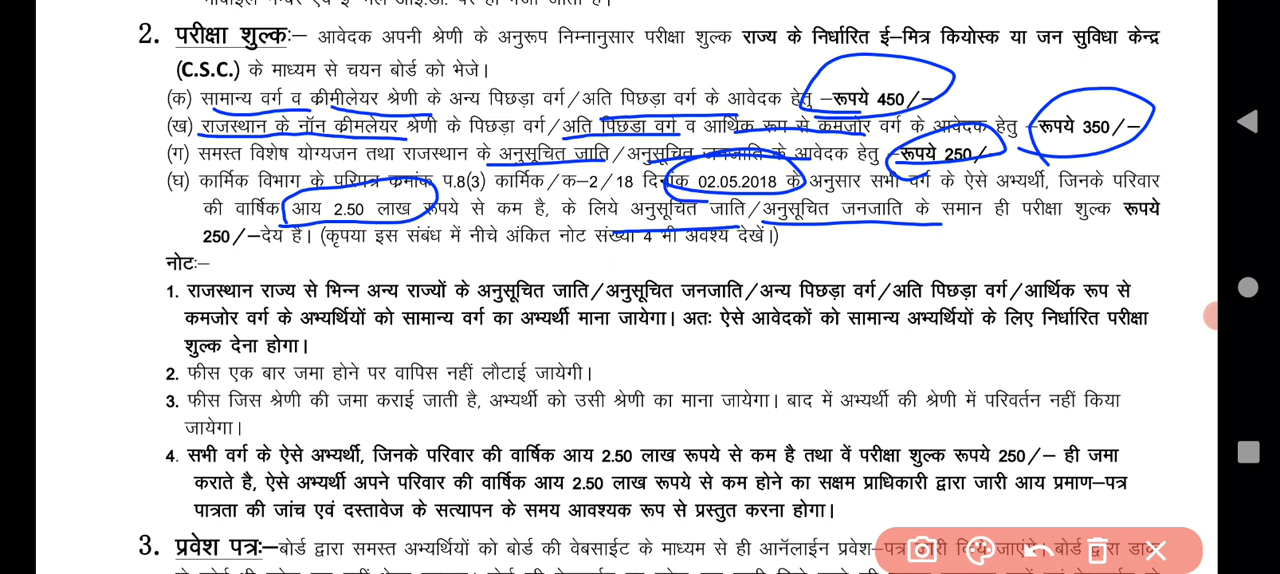 मोबाईल नम्बर एवं ई-मेल आई.डी. पर ही भेजी जाती है।
2. परीक्षा शुल्कः– आवेदक अपनी श्रेणी के अनुरूप निम्नानुसार परीक्षा शुल्क राज्य के निर्धारित ई–मित्र कियोस्क या जन सुविधा केन्द्र
(C.S.C.) के माध्यम से चयन बोर्ड को भेजे।
(क) सामान्य वर्ग व क्रीमीलेयर श्रेणी के अन्य पिछड़ा वर्ग/अति पिछड़ा वर्ग के आवेदक हेतु –रूपये 450/–
(ख) राजस्थान के नॉन क्रीमलेयर श्रेणी के पिछड़ा वर्ग/अति पिछडा वर्ग व आर्थिक रूप से कमजोर वर्ग के आवेदक हेतु –रूपये 350/–
(ग) समस्त विशेष योग्यजन तथा राजस्थान के अनुसूचित जाति/अनुसूचित जनजाति के आवेदक हेतु –रूपये 250/–
(घ) कार्मिक विभाग के परिपत्र क्रमांक प.8(3) कार्मिक/क–2/18 दिनांक 02.05.2018 के अनुसार सभी वर्ग के ऐसे अभ्यर्थी, जिनके परिवार
की वार्षिक आय 2.50 लाख रूपये से कम है, के लिये अनुसूचित जाति/अनुसूचित जनजाति के समान ही परीक्षा शुल्क रूपये
250/–देय है। (कृपया इस संबंध में नीचे अंकित नोट संख्या 4 भी अवश्य देखें।)
नोटः–
1. राजस्थान राज्य से भिन्न अन्य राज्यों के अनुसूचित जाति/अनुसूचित जनजाति/अन्य पिछड़ा वर्ग/अति पिछड़ा वर्ग/आर्थिक रूप से
कमजोर वर्ग के अभ्यर्थियों को सामान्य वर्ग का अभ्यर्थी माना जायेगा। अतः ऐसे आवेदकों को सामान्य अभ्यर्थियों के लिए निर्धारित परीक्षा
शुल्क देना होगा।
2. फीस एक बार जमा होने पर वापिस नहीं लौटाई जायेगी।
3. फीस जिस श्रेणी की जमा कराई जाती है, अभ्यर्थी को उसी श्रेणी का माना जायेगा। बाद में अभ्यर्थी की श्रेणी में परिवर्तन नहीं किया
जायेगा।
4. सभी वर्ग के ऐसे अभ्यर्थी, जिनके परिवार की वार्षिक आय 2.50 लाख रूपये से कम है तथा वें परीक्षा शुल्क रूपये 250/– ही जमा
कराते है, ऐसे अभ्यर्थी अपने परिवार की वार्षिक आय 2.50 लाख रूपये से कम होने का सक्षम प्राधिकारी द्वारा जारी आय प्रमाण–पत्र
पात्रता की जांच एवं दस्तावेज के सत्यापन के समय आवश्यक रूप से प्रस्तुत करना होगा।
3. प्रवेश पत्रः–बोर्ड द्वारा समस्त अभ्यर्थियों को बोर्ड की वेबसाईट के माध्यम से ही आनॅलाईन प्रवेश–पत्र जारी किये जाएंगे। बोर्ड द्वारा डाक